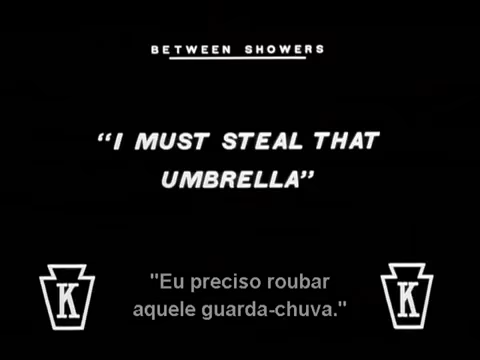 BETWEEN SHOWERS
"I MUST STEAL THAT
UMBRELLA"
"Eu preciso roubar
aquele guarda-chuva."
K K